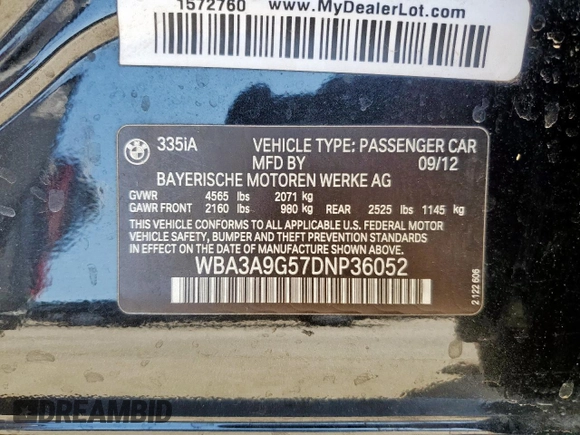 1572760 www.MyDealerLot.com
BMW
335iA VEHICLE TYPE: PASSENGER CAR
MFD BY 09/12
BAYERISCHE MOTOREN WERKE AG
GVWR 4565 lbs 2071 kg
GAWR FRONT 2160 lbs 980 kg REAR 2525 lbs 1145 kg
THIS VEHICLE CONFORMS TO ALL APPLICABLE FEDERAL MOTOR
VEHICLE SAFETY, BUMPER, AND THEFT PREVENTION STANDARDS
IN EFFECT ON THE DATE OF MANUFACTURE SHOWN ABOVE.
WBA3A9G57DNP36052
2 122 606
DREAMBID